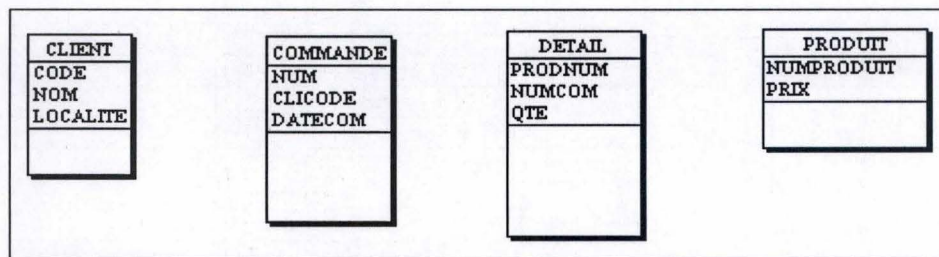 CLIENT
CODE
NOM
LOCALITE
COMMANDE
NUM
CLICODE
DATECOM
DETAIL
PRODNUM
NUMCOM
QTE
PRODUIT
NUMPRODUIT
PRIX